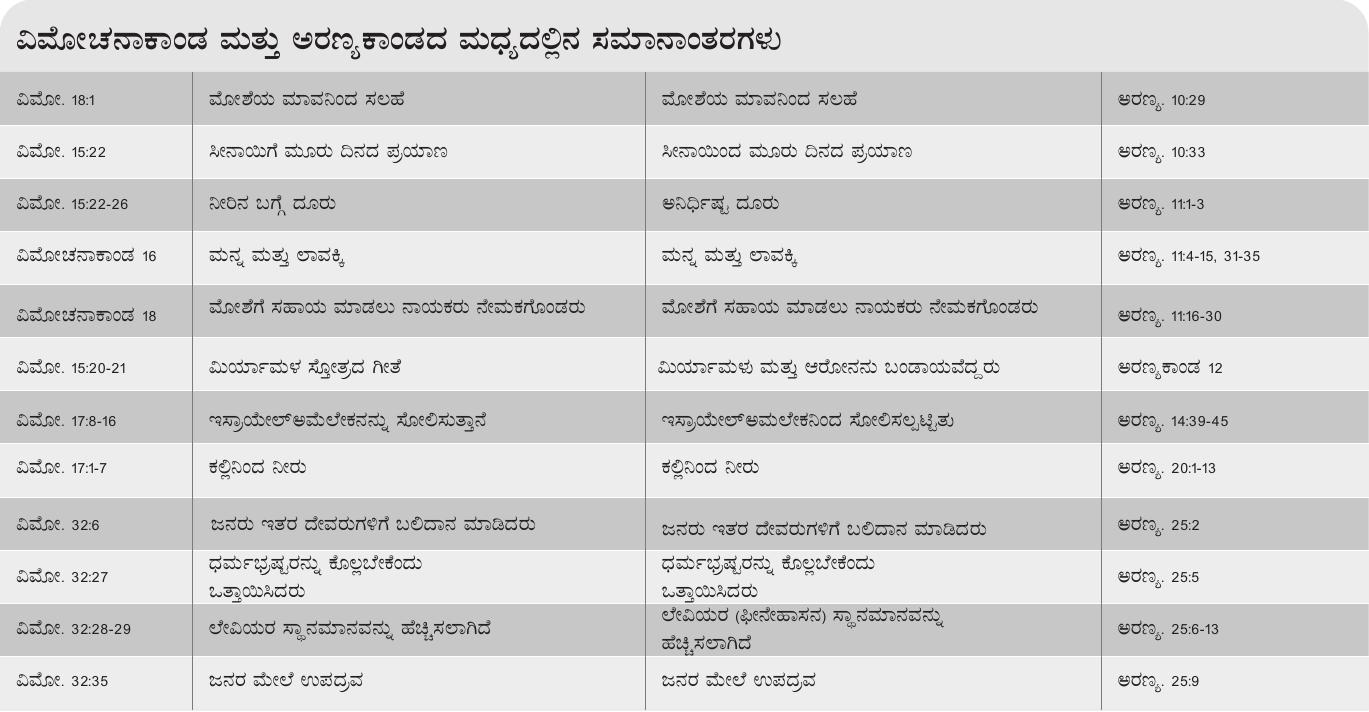 ವಿಮೋಚನಾಕಾಂಡ ಮತ್ತು ಅರಣ್ಯಕಾಂಡದ ಮಧ್ಯದಲ್ಲಿನ ಸಮಾನಾಂತರಗಳು
ವಿಮೋ. 18:1 ಮೋಶೆಯ ಮಾವನಿಂದ ಸಲಹೆ ಮೋಶೆಯ ಮಾವನಿಂದ ಸಲಹೆ ಅರಣ್ಯ. 10:29
ವಿಮೋ. 15:22 ಸೀನಾಯಿಗೆ ಮೂರು ದಿನದ ಪ್ರಯಾಣ ಸೀನಾಯಿಂದ ಮೂರು ದಿನದ ಪ್ರಯಾಣ ಅರಣ್ಯ. 10:33
ವಿಮೋ. 15:22-26 ನೀರಿನ ಬಗ್ಗೆ ದೂರು ಅನಿರ್ಧಿಷ್ಟ ದೂರು ಅರಣ್ಯ. 11:1-3
ವಿಮೋಚನಾಕಾಂಡ 16 ಮನ್ನ ಮತ್ತು ಲಾವಕ್ಕಿ ಮನ್ನ ಮತ್ತು ಲಾವಕ್ಕಿ ಅರಣ್ಯ. 11:4-15, 31-35
ವಿಮೋಚನಾಕಾಂಡ 18 ಮೋಶೆಗೆ ಸಹಾಯ ಮಾಡಲು ನಾಯಕರು ನೇಮಕಗೊಂಡರು ಮೋಶೆಗೆ ಸಹಾಯ ಮಾಡಲು ನಾಯಕರು ನೇಮಕಗೊಂಡರು ಅರಣ್ಯ. 11:16-30
ವಿಮೋ. 15:20-21 ಮಿರ್ಯಾಮಳ ಸ್ತೋತ್ರದ ಗೀತೆ ಮಿರ್ಯಾಮಳು ಮತ್ತು ಆರೋನನು ಬಂಡಾಯವೆದ್ದರು ಅರಣ್ಯಕಾಂಡ 12
ವಿಮೋ. 17:8-16 ಇಸ್ರಾಯೇಲ್‌ಅಮೆಲೇಕನನ್ನು ಸೋಲಿಸುತ್ತಾನೆ ಇಸ್ರಾಯೇಲ್‌ಅಮಲೇಕನಿಂದ ಸೋಲಿಸಲ್ಪಟ್ಟಿತು ಅರಣ್ಯ. 14:39-45
ವಿಮೋ. 17:1-7 ಕಲ್ಲಿನಿಂದ ನೀರು ಕಲ್ಲಿನಿಂದ ನೀರು ಅರಣ್ಯ. 20:1-13
ವಿಮೋ. 32:6 ಜನರು ಇತರ ದೇವರುಗಳಿಗೆ ಬಲಿದಾನ ಮಾಡಿದರು ಜನರು ಇತರ ದೇವರುಗಳಿಗೆ ಬಲಿದಾನ ಮಾಡಿದರು ಅರಣ್ಯ. 25:2
ವಿಮೋ. 32:27 ಧರ್ಮಭ್ರಷ್ಟರನ್ನು ಕೊಲ್ಲಬೇಕೆಂದು
ಒತ್ತಾಯಿಸಿದರು
ಧರ್ಮಭ್ರಷ್ಟರನ್ನು ಕೊಲ್ಲಬೇಕೆಂದು
ಒತ್ತಾಯಿಸಿದರು
ಅರಣ್ಯ. 25:5
ವಿಮೋ. 32:28-29 ಲೇವಿಯರ ಸ್ಥಾನಮಾನವನ್ನು ಹೆಚ್ಚಿಸಲಾಗಿದೆ ಲೇವಿಯರ (ಫೀನೇಹಾಸನ) ಸ್ಥಾನಮಾನವನ್ನು
ಹೆಚ್ಚಿಸಲಾಗಿದೆ
ಅರಣ್ಯ. 25:6-13
ವಿಮೋ. 32:35 ಜನರ ಮೇಲೆ ಉಪದ್ರವ ಜನರ ಮೇಲೆ ಉಪದ್ರವ ಅರಣ್ಯ. 25:9